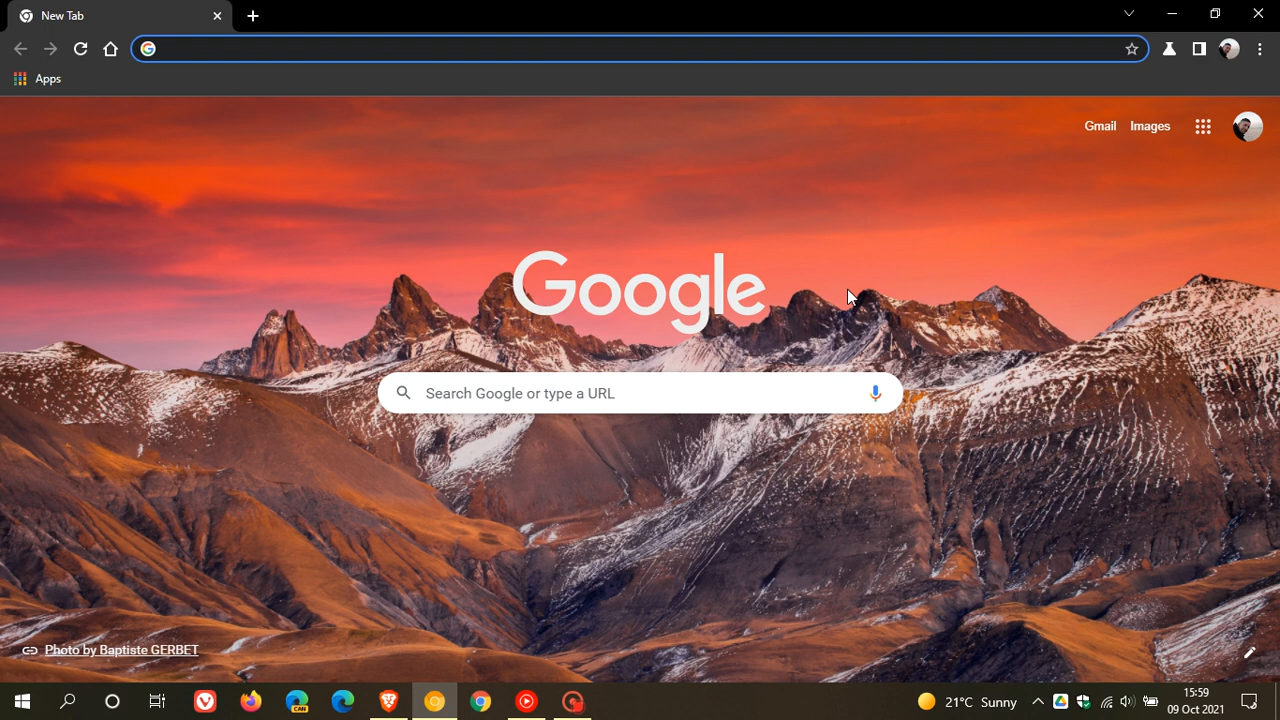 New Tab
Apps
Gmail Images
Google
Search Google or type a URL
Photo by Baptiste GERBET
CAN
21°C Sunny
15:59
09 Oct 2021